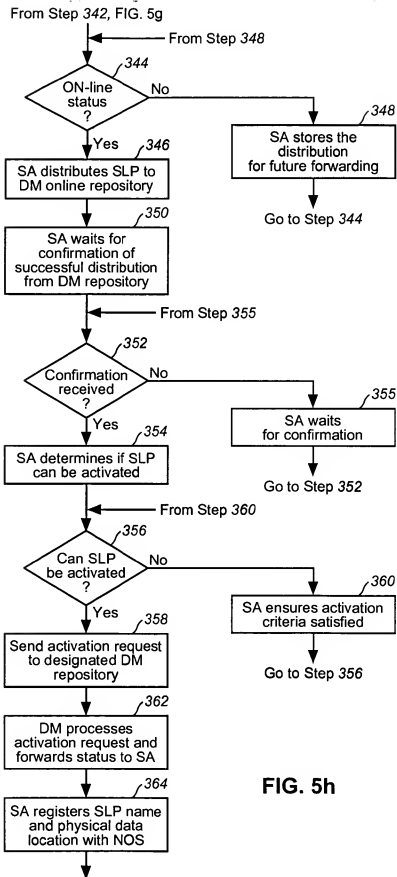 From Step 342, FIG. 5g
From Step 348
344
ON-line
status
?
No
Yes
348
SA stores the
distribution
for future forwarding
Go to Step 344
346
SA distributes SLP to
DM online repository
350
SA waits for
confirmation of
successful distribution
from DM repository
From Step 355
352
Confirmation
received
?
No
Yes
355
SA waits
for confirmation
Go to Step 352
354
SA determines if SLP
can be activated
From Step 360
356
Can SLP
be activated
?
No
Yes
360
SA ensures activation
criteria satisfied
Go to Step 356
358
Send activation request
to designated DM
repository
362
DM processes
activation request and
forwards status to SA
364
SA registers SLP name
and physical data
location with NOS
FIG. 5h